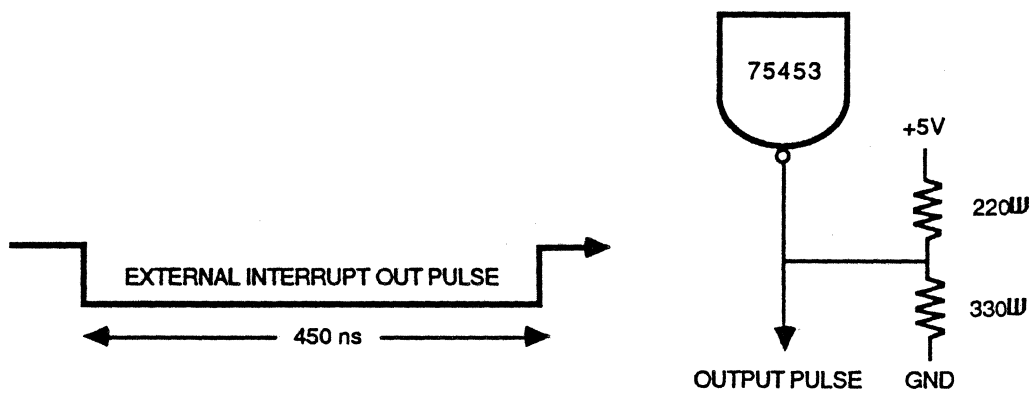 75453
+5V
220Ш
EXTERNAL INTERRUPT OUT PULSE
450 ns
330Ш
OUTPUT PULSE
GND